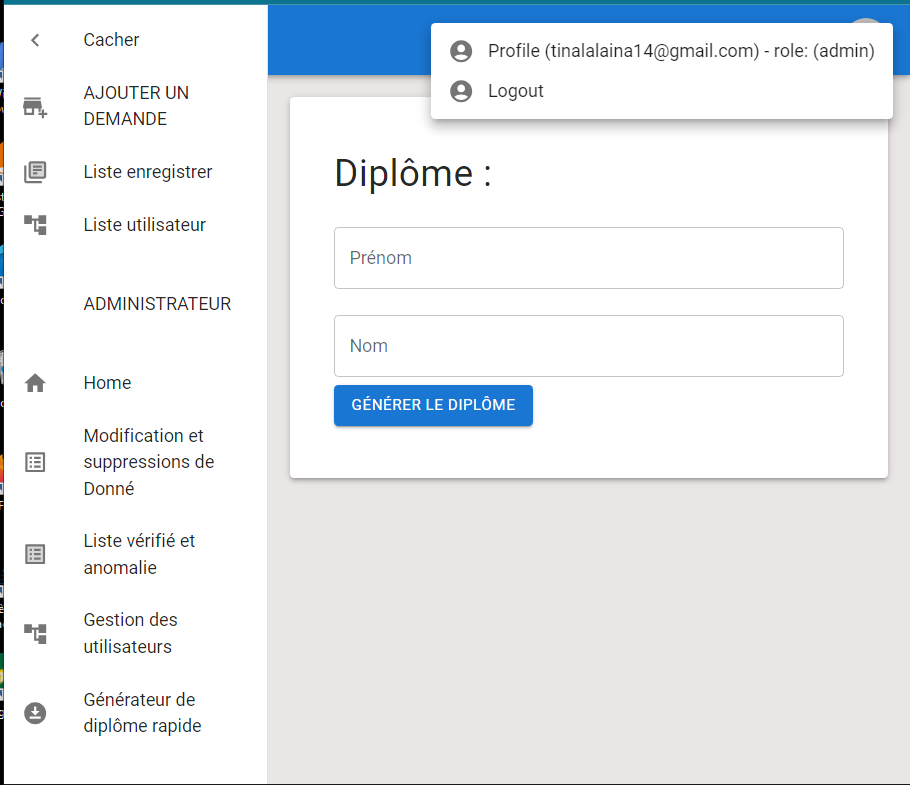 Cacher
AJOUTER UN
DEMANDE
Liste enregistrer
Liste utilisateur
ADMINISTRATEUR
Home
Modification et
suppressions de
Donné
Liste vérifié et
anomalie
Gestion des
utilisateurs
Générateur de
diplôme rapide
Profile (tinalalaina14@gmail.com) - role: (admin)
Logout
Diplôme :
Prénom
Nom
GÉNÉRER LE DIPLÔME